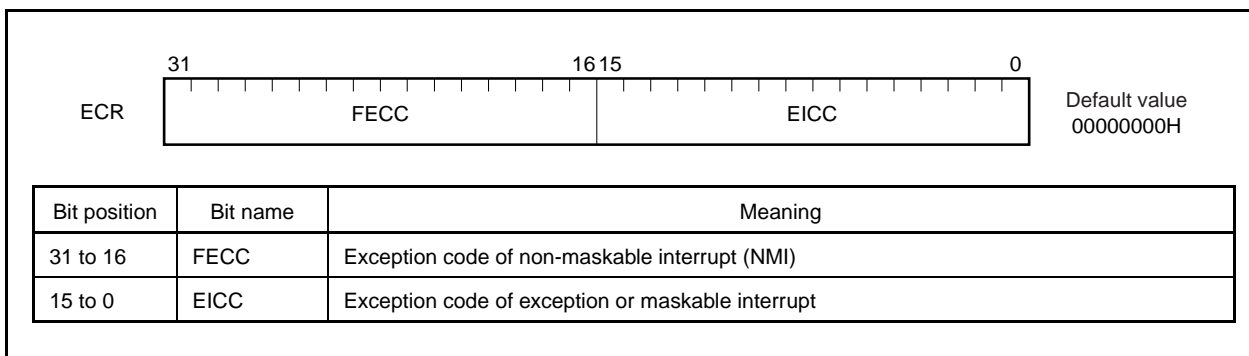 31 16 15 0
ECR FECC EICC Default value
00000000H
Bit position Bit name Meaning
31 to 16 FECC Exception code of non-maskable interrupt (NMI)
15 to 0 EICC Exception code of exception or maskable interrupt